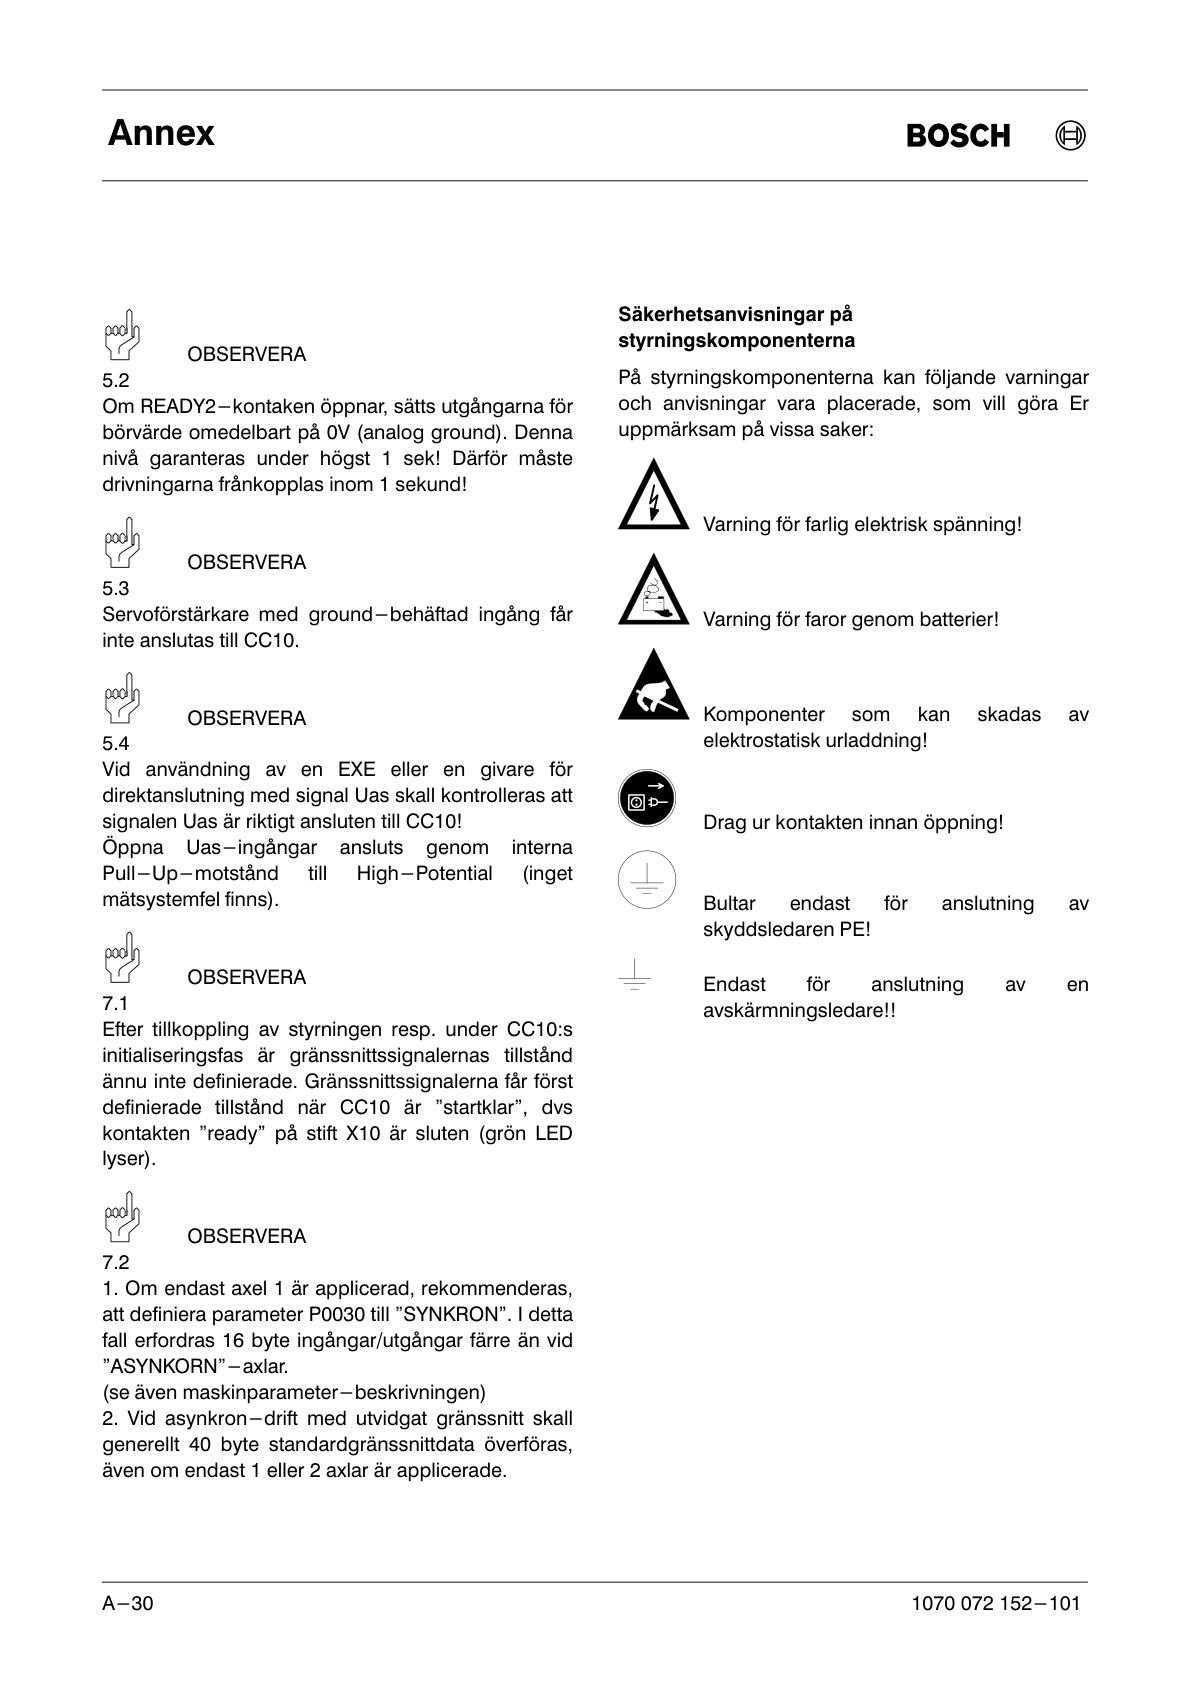 Annex
BOSCH
OBSERVERA
5.2
Om READY2−kontaken öppnar, sätts utgångarna för
börvärde omedelbart på 0V (analog ground). Denna
nivå garanteras under högst 1 sek! Därför måste
drivningarna frånkopplas inom 1 sekund!
OBSERVERA
5.3
Servoförstärkare med ground−behäftad ingång får
inte anslutas till CC10.
OBSERVERA
5.4
Vid användning av en EXE eller en givare för
direktanslutning med signal Uas skall kontrolleras att
signalen Uas är riktigt ansluten till CC10!
Öppna Uas−ingångar ansluts genom interna
Pull−Up−motstånd till High−Potential (inget
mätsystemfel finns).
OBSERVERA
7.1
Efter tillkoppling av styrningen resp. under CC10:s
initialiseringsfas är gränssnittssignalernas tillstånd
ännu inte definierade. Gränssnittssignalerna får först
definierade tillstånd när CC10 är ”startklar”, dvs
kontakten ”ready” på stift X10 är sluten (grön LED
lyser).
OBSERVERA
7.2
1. Om endast axel 1 är applicerad, rekommenderas,
att definiera parameter P0030 till ”SYNKRON”. I detta
fall erfordras 16 byte ingångar/utgångar färre än vid
”ASYNKORN”−axlar.
(se även maskinparameter−beskrivningen)
2. Vid asynkron−drift med utvidgat gränssnitt skall
generellt 40 byte standardgränssnittdata överföras,
även om endast 1 eller 2 axlar är applicerade.
Säkerhetsanvisningar på
styrningskomponenterna
På styrningskomponenterna kan följande varningar
och anvisningar vara placerade, som vill göra Er
uppmärksam på vissa saker:
Varning för farlig elektrisk spänning!
Varning för faror genom batterier!
Komponenter som kan skadas av
elektrostatisk urladdning!
Drag ur kontakten innan öppning!
Bultar endast för anslutning av
skyddsledaren PE!
Endast för anslutning av en
avskärmningsledare!!
A−30
1070 072 152−101